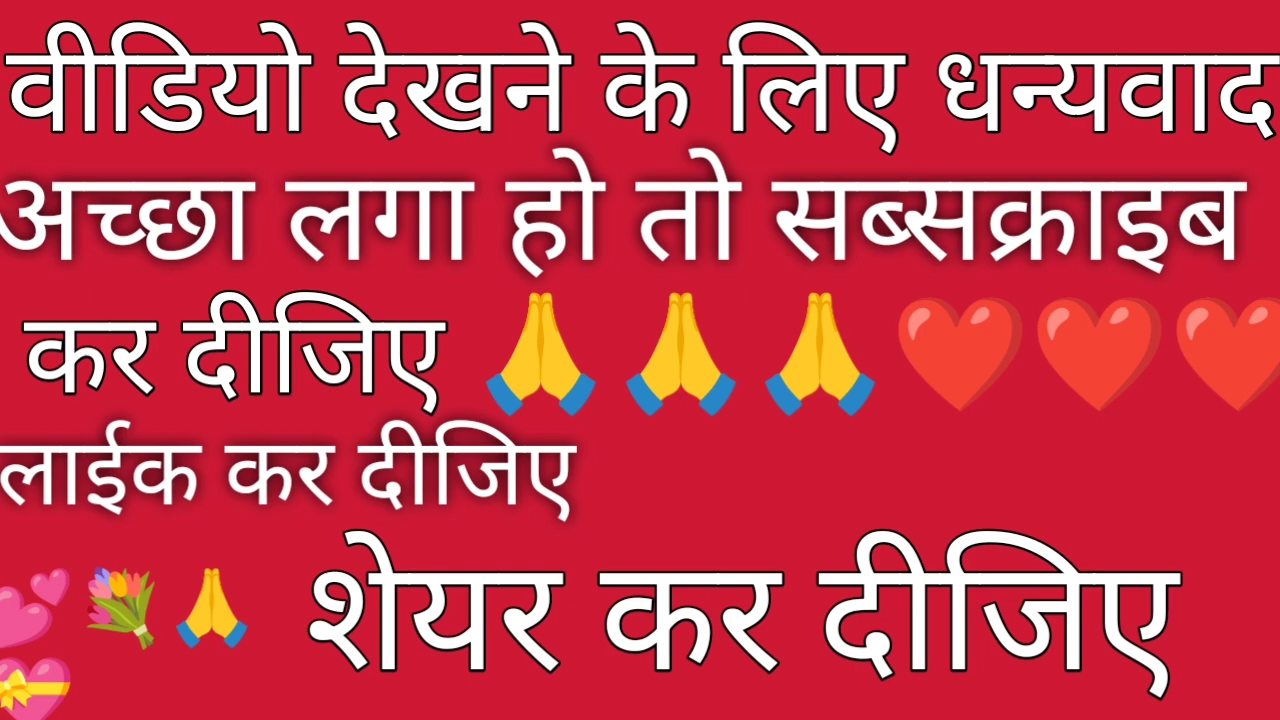 वीडियो देखने के लिए धन्यवाद
अच्छा लगा हो तो सब्सक्राइब
कर दीजिए 🙏🙏🙏❤️❤️❤️
लाईक कर दीजिए
💕💐🙏 शेयर कर दीजिए
💝